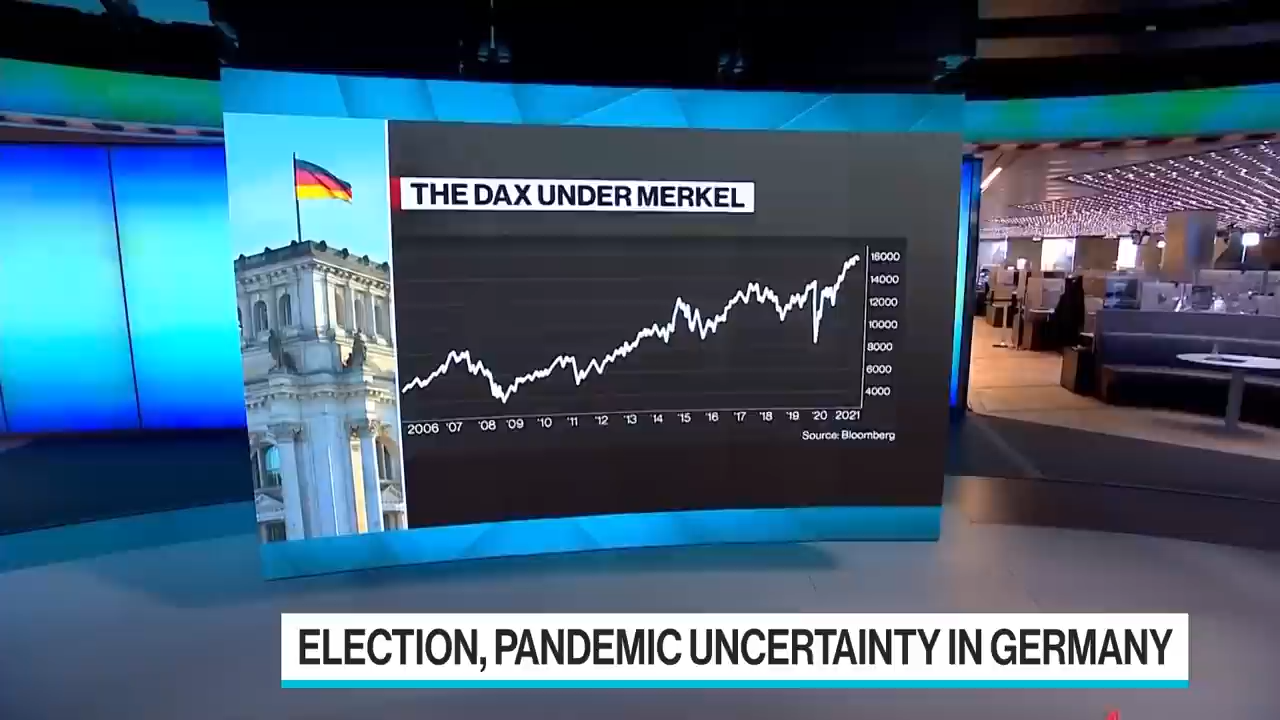 THE DAX UNDER MERKEL
16000
14000
12000
10000
8000
6000
4000
2006 '07 '08 '09 '10 '11 '12 '13 '14 '15 '16 '17 '18 '19 '20 2021
Source: Bloomberg
ELECTION, PANDEMIC UNCERTAINTY IN GERMANY